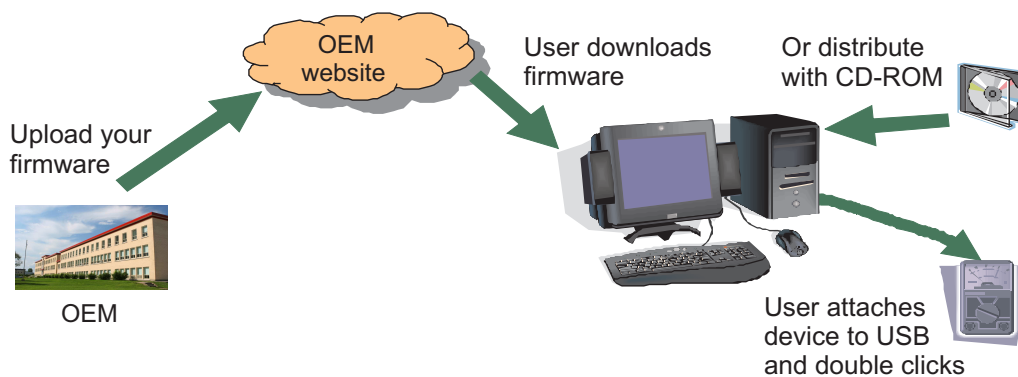 OEM
website
User downloads
firmware
Or distribute
with CD-ROM
Upload your
firmware
OEM
User attaches
device to USB
and double clicks